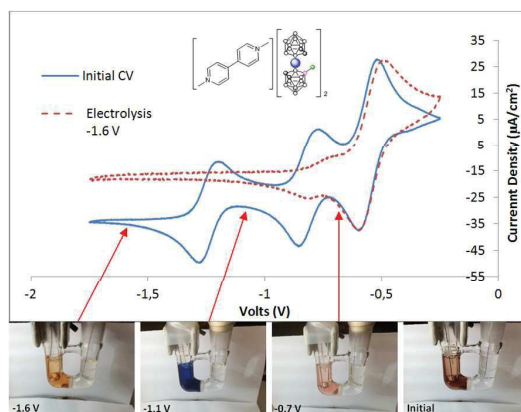 Initial CV
Electrolysis
-1.6 V
2
Currennt Density (µA/cm²)
25
15
5
-5
-15
-25
-35
-45
-55
-2
-1,5
-1
-0,5
0
Volts (V)
-1.6 V
-1.1 V
-0.7 V
Initial